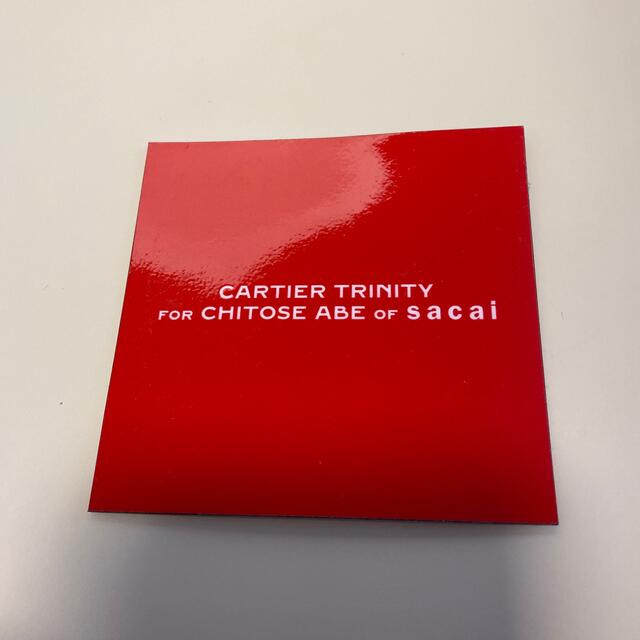 CARTIER TRINITY
FOR CHITOSE ABE OF sacai